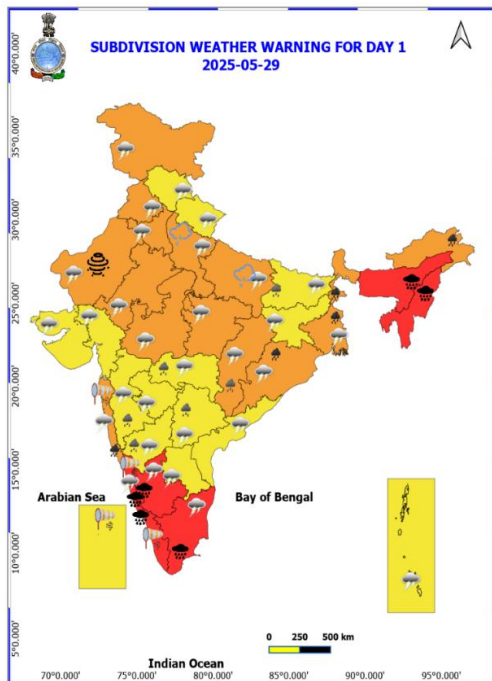 SUBDIVISION WEATHER WARNING FOR DAY 1
2025-05-29
40°0.000'
35°0.000'
30°0.000'
25°0.000'
20°0.000'
15°0.000'
10°0.000'
5°0.000'
Arabian Sea
Bay of Bengal
0 250 500 km
Indian Ocean
70°0.000' 75°0.000' 80°0.000' 85°0.000' 90°0.000' 95°0.000'